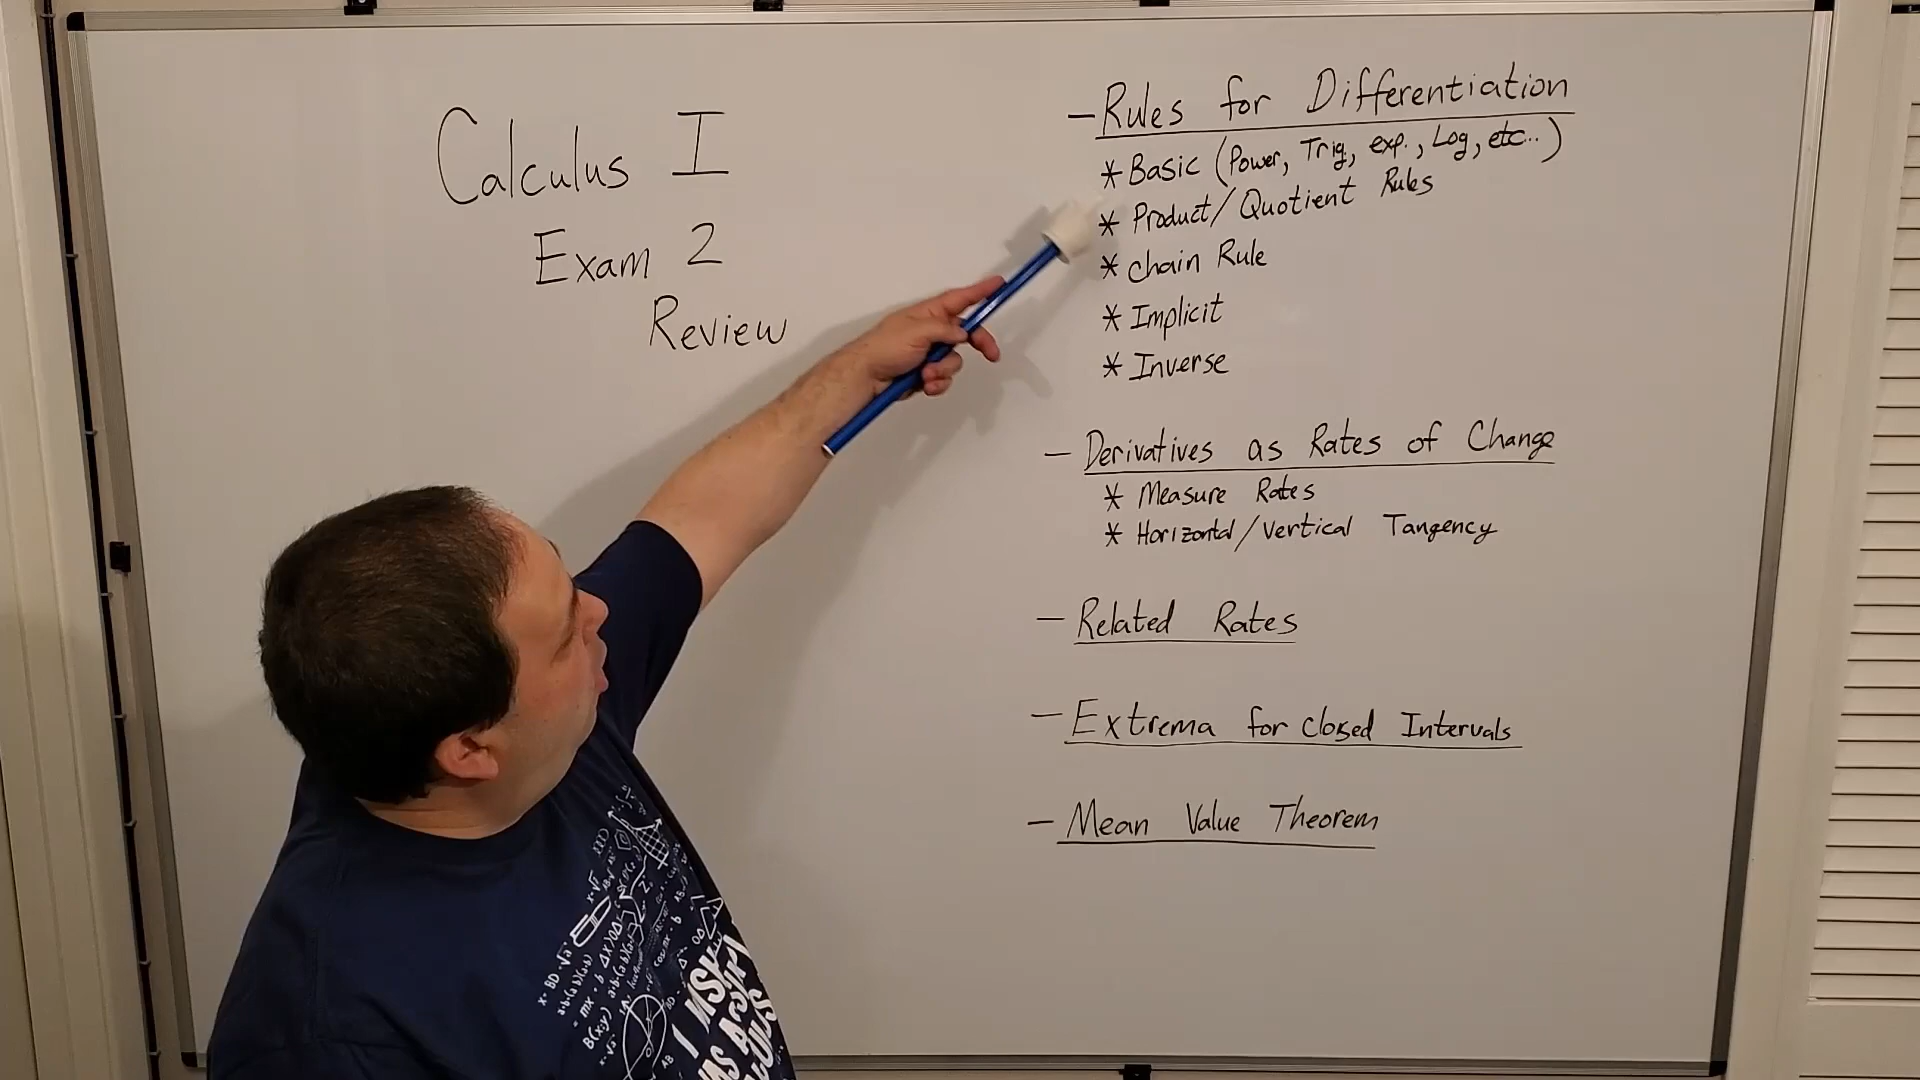 Calculus I
Exam 2
Review
- Rules for Differentiation
* Basic (Power, Trig, exp., Log, etc...)
* Product/Quotient Rules
* Chain Rule
* Implicit
* Inverse
- Derivatives as Rates of Change
* Measure Rates
* Horizontal/Vertical Tangency
- Related Rates
- Extrema for Closed Intervals
- Mean Value Theorem